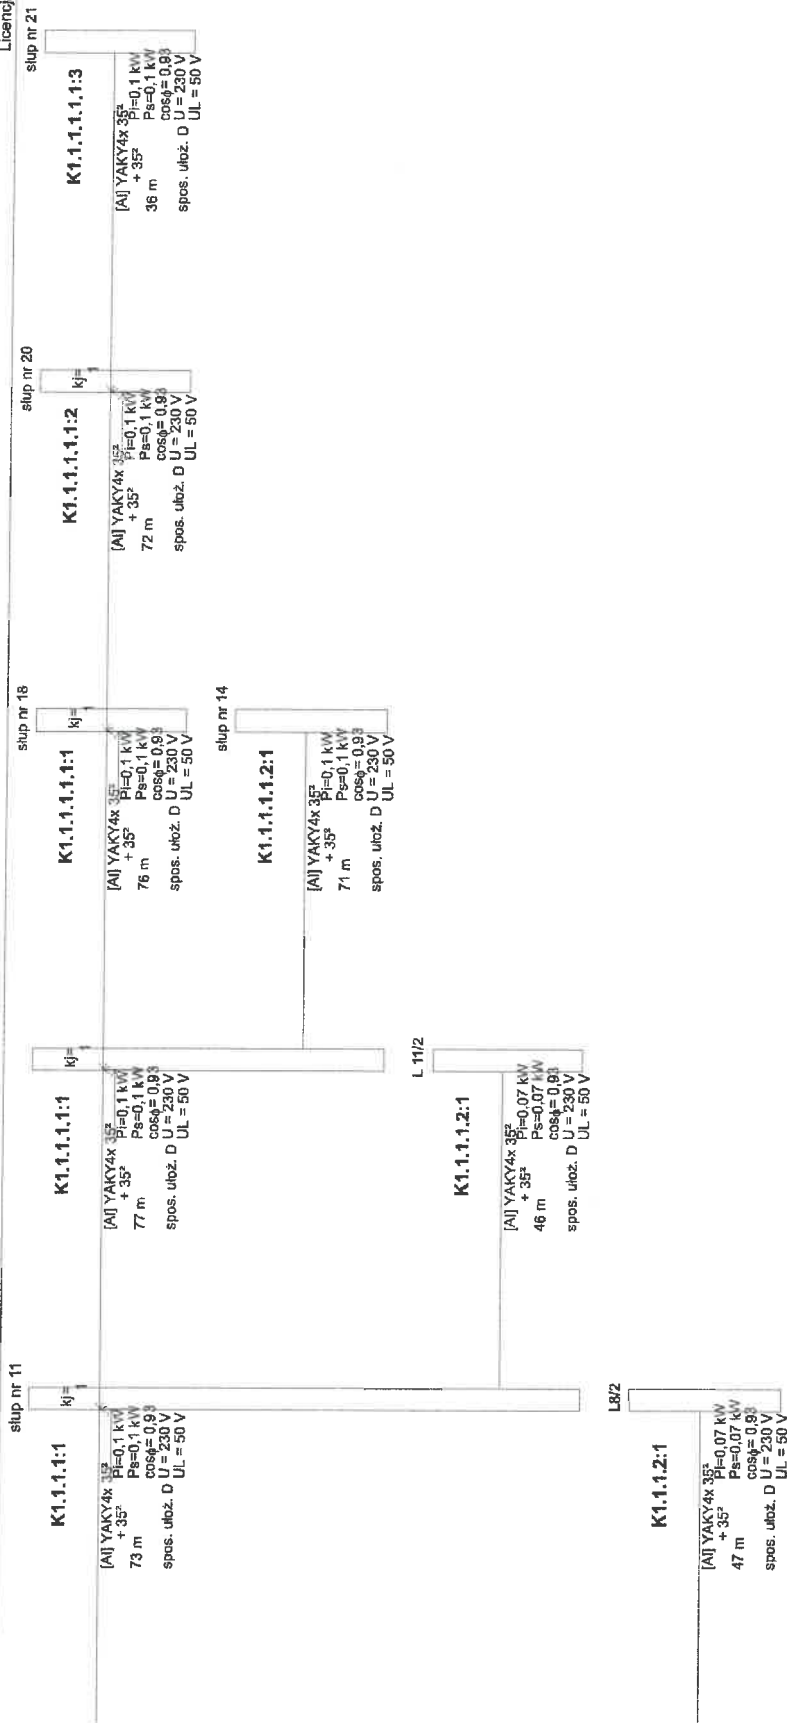 Licencj
słup nr 11
K1.1.1.1:1
kj=
1
[Al] YAKY4x 35²
+ 35²
73 m
spos. ułoż. D
Pi=0,1 kW
Ps=0,1 kW
cosϕ= 0,93
U = 230 V
UL = 50 V
K1.1.1.1.1:1
kj=
1
[Al] YAKY4x 35²
+ 35²
77 m
spos. ułoż. D
Pi=0,1 kW
Ps=0,1 kW
cosϕ= 0,93
U = 230 V
UL = 50 V
słup nr 18
K1.1.1.1.1.1:1
kj=
1
[Al] YAKY4x 35²
+ 35²
76 m
spos. ułoż. D
Pi=0,1 kW
Ps=0,1 kW
cosϕ= 0,93
U = 230 V
UL = 50 V
słup nr 20
K1.1.1.1.1.1:2
kj=
1
[Al] YAKY4x 35²
+ 35²
72 m
spos. ułoż. D
Pi=0,1 kW
Ps=0,1 kW
cosϕ= 0,93
U = 230 V
UL = 50 V
słup nr 21
K1.1.1.1.1.1:3
[Al] YAKY4x 35²
+ 35²
36 m
spos. ułoż. D
Pi=0,1 kW
Ps=0,1 kW
cosϕ= 0,93
U = 230 V
UL = 50 V
słup nr 14
K1.1.1.1.1.2:1
[Al] YAKY4x 35²
+ 35²
71 m
spos. ułoż. D
Pi=0,1 kW
Ps=0,1 kW
cosϕ= 0,93
U = 230 V
UL = 50 V
L 11/2
K1.1.1.1.2:1
[Al] YAKY4x 35²
+ 35²
46 m
spos. ułoż. D
Pi=0,07 kW
Ps=0,07 kW
cosϕ= 0,93
U = 230 V
UL = 50 V
L8/2
K1.1.1.2:1
[Al] YAKY4x 35²
+ 35²
47 m
spos. ułoż. D
Pi=0,07 kW
Ps=0,07 kW
cosϕ= 0,93
U = 230 V
UL = 50 V